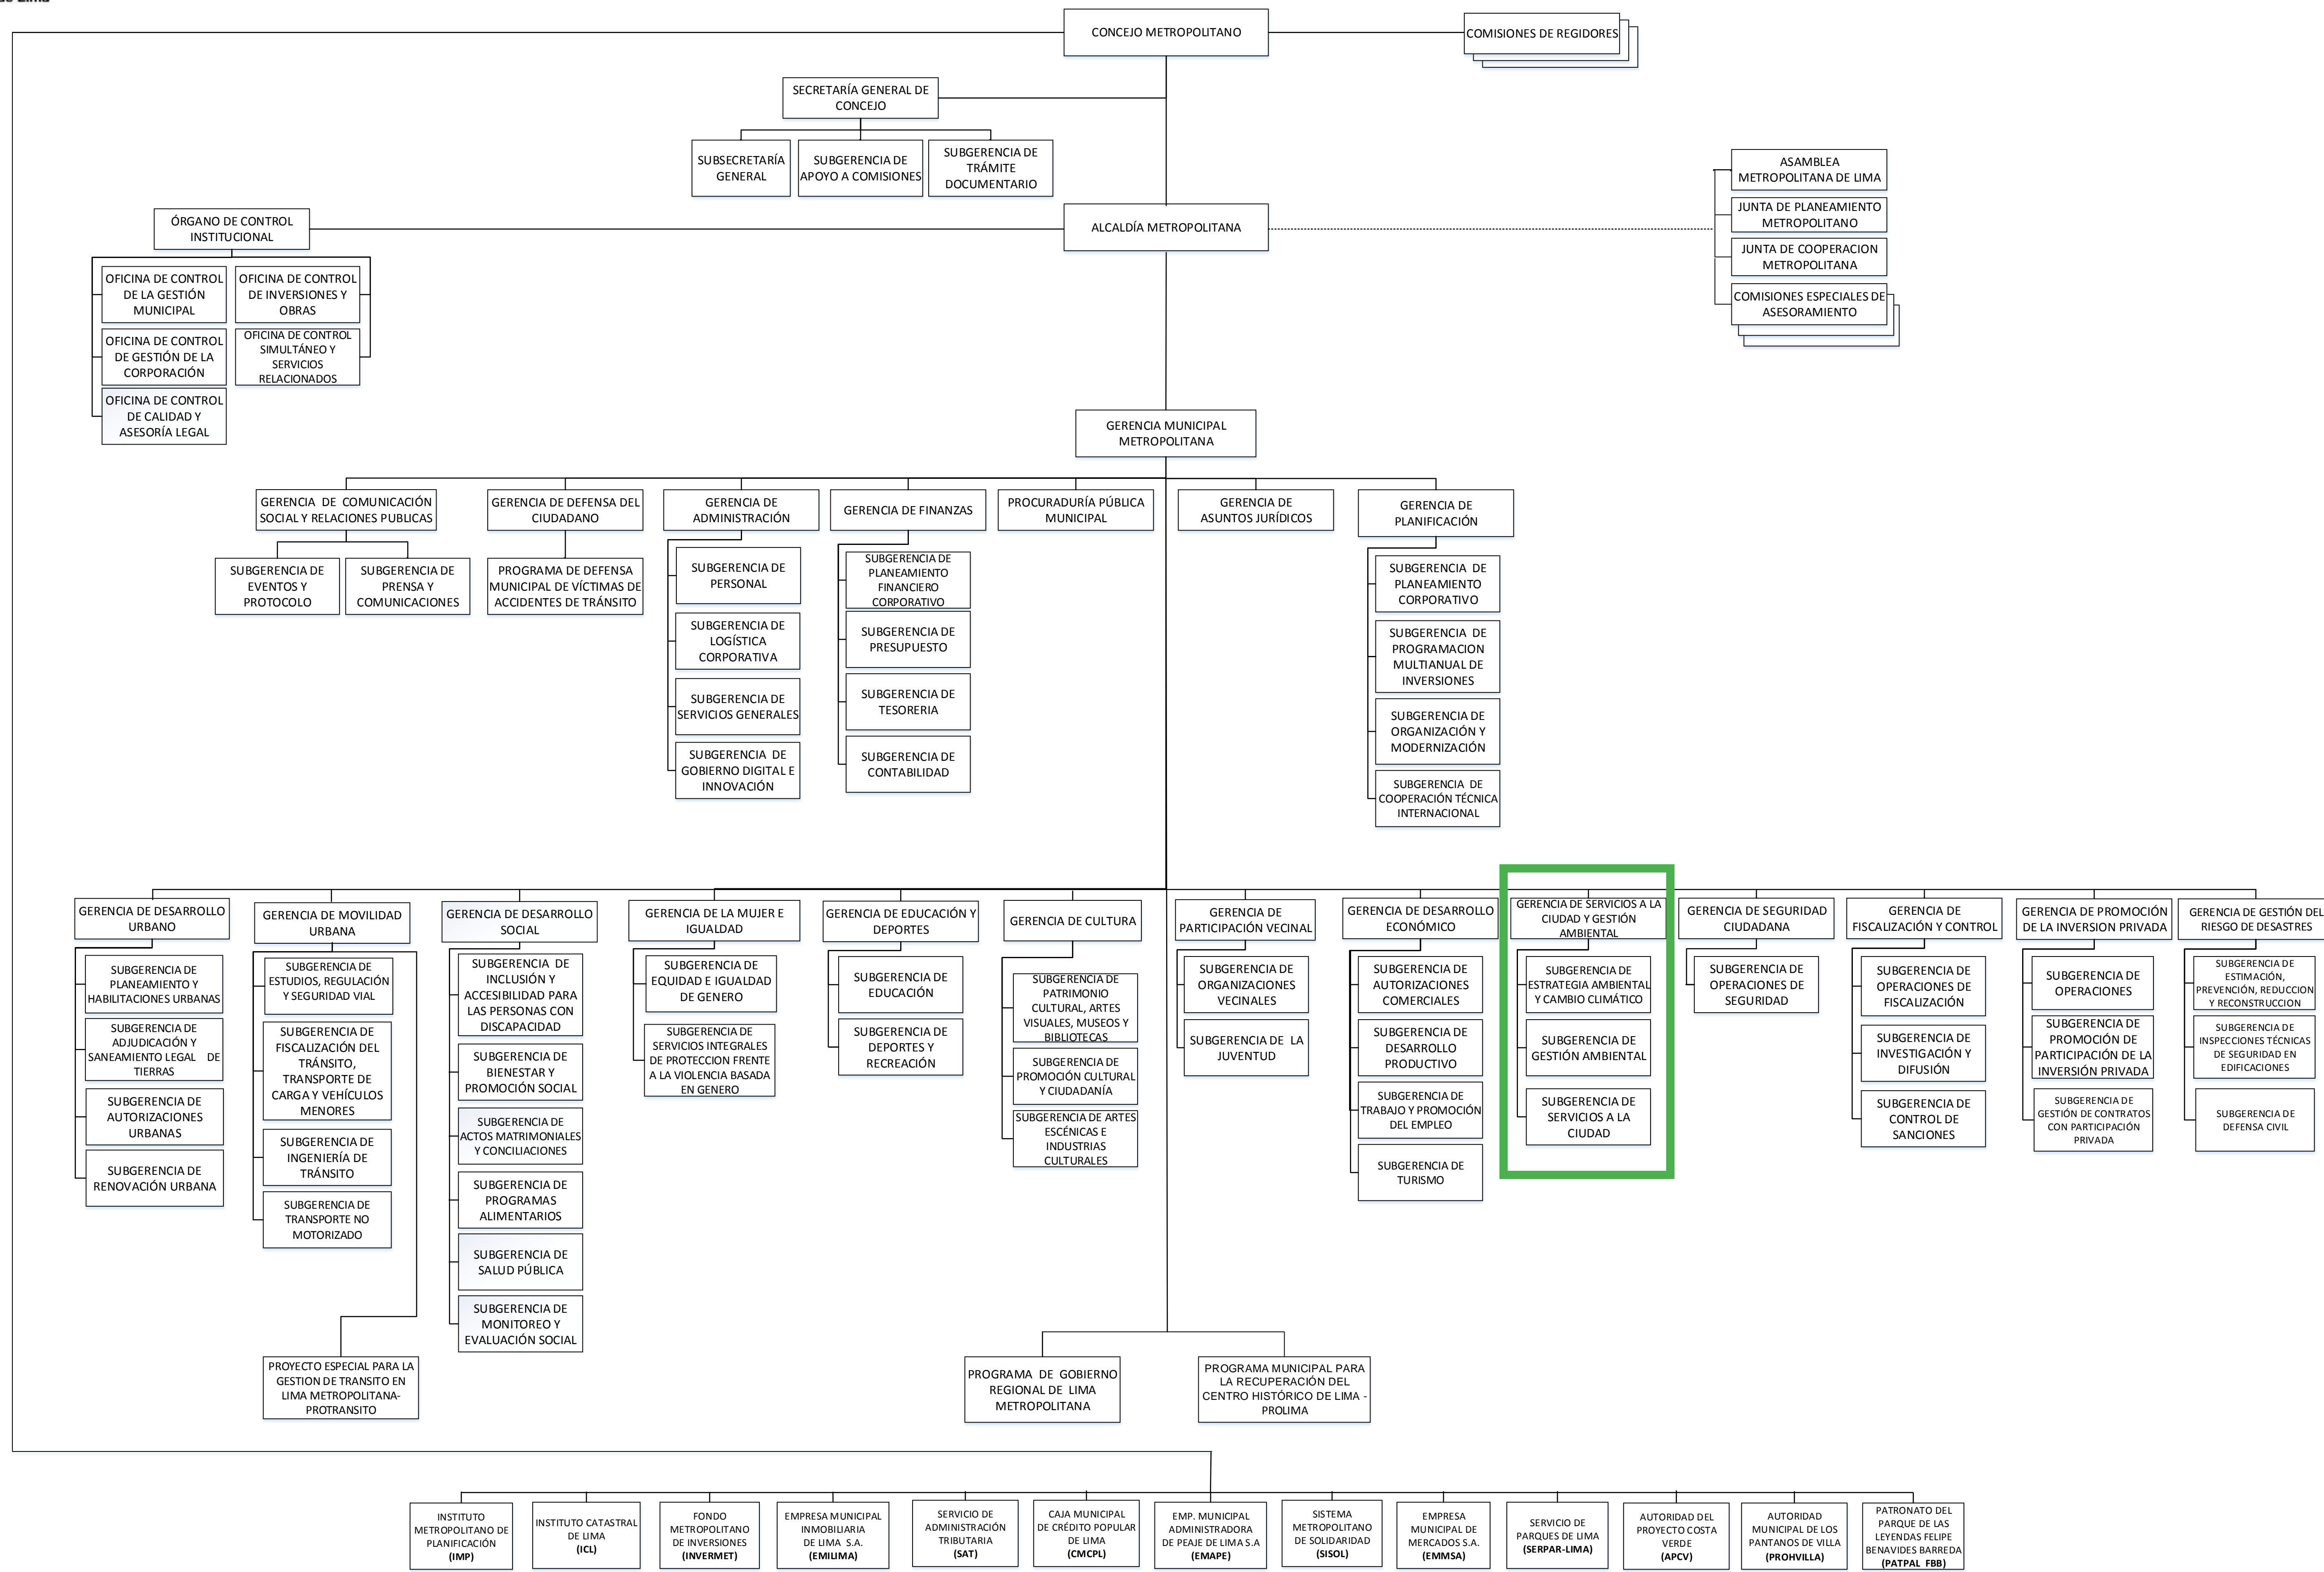 CONCEJO METROPOLITANO
COMISIONES DE REGIDORES
SECRETARÍA GENERAL DE
CONCEJO
SUBSECRETARÍA
GENERAL
SUBGERENCIA DE
APOYO A COMISIONES
SUBGERENCIA DE
TRÁMITE
DOCUMENTARIO
ASAMBLEA
METROPOLITANA DE LIMA
JUNTA DE PLANEAMIENTO
METROPOLITANO
JUNTA DE COOPERACION
METROPOLITANA
COMISIONES ESPECIALES DE
ASESORAMIENTO
ÓRGANO DE CONTROL
INSTITUCIONAL
ALCALDÍA METROPOLITANA
OFICINA DE CONTROL
DE LA GESTIÓN
MUNICIPAL
OFICINA DE CONTROL
DE INVERSIONES Y
OBRAS
OFICINA DE CONTROL
DE GESTIÓN DE LA
CORPORACIÓN
OFICINA DE CONTROL
SIMULTÁNEO Y
SERVICIOS
RELACIONADOS
OFICINA DE CONTROL
DE CALIDAD Y
ASESORÍA LEGAL
GERENCIA MUNICIPAL
METROPOLITANA
GERENCIA DE COMUNICACIÓN
SOCIAL Y RELACIONES PUBLICAS
SUBGERENCIA DE
EVENTOS Y
PROTOCOLO
SUBGERENCIA DE
PRENSA Y
COMUNICACIONES
GERENCIA DE DEFENSA DEL
CIUDADANO
PROGRAMA DE DEFENSA
MUNICIPAL DE VÍCTIMAS DE
ACCIDENTES DE TRÁNSITO
GERENCIA DE
ADMINISTRACIÓN
SUBGERENCIA DE
PERSONAL
SUBGERENCIA DE
LOGÍSTICA
CORPORATIVA
SUBGERENCIA DE
SERVICIOS GENERALES
SUBGERENCIA DE
GOBIERNO DIGITAL E
INNOVACIÓN
GERENCIA DE FINANZAS
SUBGERENCIA DE
PLANEAMIENTO
FINANCIERO
CORPORATIVO
SUBGERENCIA DE
PRESUPUESTO
SUBGERENCIA DE
TESORERIA
SUBGERENCIA DE
CONTABILIDAD
PROCURADURÍA PÚBLICA
MUNICIPAL
GERENCIA DE
ASUNTOS JURÍDICOS
GERENCIA DE
PLANIFICACIÓN
SUBGERENCIA DE
PLANEAMIENTO
CORPORATIVO
SUBGERENCIA DE
PROGRAMACION
MULTIANUAL DE
INVERSIONES
SUBGERENCIA DE
ORGANIZACIÓN Y
MODERNIZACIÓN
SUBGERENCIA DE
COOPERACIÓN TÉCNICA
INTERNACIONAL
GERENCIA DE DESARROLLO
URBANO
SUBGERENCIA DE
PLANEAMIENTO Y
HABILITACIONES URBANAS
SUBGERENCIA DE
ADJUDICACIÓN Y
SANEAMIENTO LEGAL DE
TIERRAS
SUBGERENCIA DE
AUTORIZACIONES
URBANAS
SUBGERENCIA DE
RENOVACIÓN URBANA
GERENCIA DE MOVILIDAD
URBANA
SUBGERENCIA DE
ESTUDIOS, REGULACIÓN
Y SEGURIDAD VIAL
SUBGERENCIA DE
FISCALIZACIÓN DEL
TRÁNSITO,
TRANSPORTE DE
CARGA Y VEHÍCULOS
MENORES
SUBGERENCIA DE
INGENIERÍA DE
TRÁNSITO
SUBGERENCIA DE
TRANSPORTE NO
MOTORIZADO
PROYECTO ESPECIAL PARA LA
GESTION DE TRANSITO EN
LIMA METROPOLITANA-
PROTRANSITO
GERENCIA DE DESARROLLO
SOCIAL
SUBGERENCIA DE
INCLUSIÓN Y
ACCESIBILIDAD PARA
LAS PERSONAS CON
DISCAPACIDAD
SUBGERENCIA DE
BIENESTAR Y
PROMOCIÓN SOCIAL
SUBGERENCIA DE
ACTOS MATRIMONIALES
Y CONCILIACIONES
SUBGERENCIA DE
PROGRAMAS
ALIMENTARIOS
SUBGERENCIA DE
SALUD PÚBLICA
SUBGERENCIA DE
MONITOREO Y
EVALUACIÓN SOCIAL
GERENCIA DE LA MUJER E
IGUALDAD
SUBGERENCIA DE
EQUIDAD E IGUALDAD
DE GENERO
SUBGERENCIA DE
SERVICIOS INTEGRALES
DE PROTECCION FRENTE
A LA VIOLENCIA BASADA
EN GENERO
GERENCIA DE EDUCACIÓN Y
DEPORTES
SUBGERENCIA DE
EDUCACIÓN
SUBGERENCIA DE
DEPORTES Y
RECREACIÓN
GERENCIA DE CULTURA
SUBGERENCIA DE
PATRIMONIO
CULTURAL, ARTES
VISUALES, MUSEOS Y
BIBLIOTECAS
SUBGERENCIA DE
PROMOCIÓN CULTURAL
Y CIUDADANÍA
SUBGERENCIA DE ARTES
ESCÉNICAS E
INDUSTRIAS
CULTURALES
GERENCIA DE
PARTICIPACIÓN VECINAL
SUBGERENCIA DE
ORGANIZACIONES
VECINALES
SUBGERENCIA DE LA
JUVENTUD
GERENCIA DE DESARROLLO
ECONÓMICO
SUBGERENCIA DE
AUTORIZACIONES
COMERCIALES
SUBGERENCIA DE
DESARROLLO
PRODUCTIVO
SUBGERENCIA DE
TRABAJO Y PROMOCIÓN
DEL EMPLEO
SUBGERENCIA DE
TURISMO
GERENCIA DE SERVICIOS A LA
CIUDAD Y GESTIÓN
AMBIENTAL
SUBGERENCIA DE
ESTRATEGIA AMBIENTAL
Y CAMBIO CLIMÁTICO
SUBGERENCIA DE
GESTIÓN AMBIENTAL
SUBGERENCIA DE
SERVICIOS A LA
CIUDAD
GERENCIA DE SEGURIDAD
CIUDADANA
SUBGERENCIA DE
OPERACIONES DE
SEGURIDAD
GERENCIA DE
FISCALIZACIÓN Y CONTROL
SUBGERENCIA DE
OPERACIONES DE
FISCALIZACIÓN
SUBGERENCIA DE
INVESTIGACIÓN Y
DIFUSIÓN
SUBGERENCIA DE
CONTROL DE
SANCIONES
GERENCIA DE PROMOCIÓN
DE LA INVERSION PRIVADA
SUBGERENCIA DE
OPERACIONES
SUBGERENCIA DE
PROMOCIÓN DE
PARTICIPACIÓN DE LA
INVERSIÓN PRIVADA
SUBGERENCIA DE
GESTIÓN DE CONTRATOS
CON PARTICIPACIÓN
PRIVADA
GERENCIA DE GESTIÓN DEL
RIESGO DE DESASTRES
SUBGERENCIA DE
ESTIMACIÓN,
PREVENCIÓN, REDUCCION
Y RECONSTRUCCION
SUBGERENCIA DE
INSPECCIONES TÉCNICAS
DE SEGURIDAD EN
EDIFICACIONES
SUBGERENCIA DE
DEFENSA CIVIL
PROGRAMA DE GOBIERNO
REGIONAL DE LIMA
METROPOLITANA
PROGRAMA MUNICIPAL PARA
LA RECUPERACIÓN DEL
CENTRO HISTÓRICO DE LIMA -
PROLIMA
INSTITUTO
METROPOLITANO DE
PLANIFICACIÓN
(IMP)
INSTITUTO CATASTRAL
DE LIMA
(ICL)
FONDO
METROPOLITANO
DE INVERSIONES
(INVERMET)
EMPRESA MUNICIPAL
INMOBILIARIA
DE LIMA S.A.
(EMILIMA)
SERVICIO DE
ADMINISTRACIÓN
TRIBUTARIA
(SAT)
CAJA MUNICIPAL
DE CRÉDITO POPULAR
DE LIMA
(CMCPL)
EMP. MUNICIPAL
ADMINISTRADORA
DE PEAJE DE LIMA S.A
(EMAPE)
SISTEMA
METROPOLITANO
DE SOLIDARIDAD
(SISOL)
EMPRESA
MUNICIPAL DE
MERCADOS S.A.
(EMMSA)
SERVICIO DE
PARQUES DE LIMA
(SERPAR-LIMA)
AUTORIDAD DEL
PROYECTO COSTA
VERDE
(APCV)
AUTORIDAD
MUNICIPAL DE LOS
PANTANOS DE VILLA
(PROHVILLA)
PATRONATO DEL
PARQUE DE LAS
LEYENDAS FELIPE
BENAVIDES BARREDA
(PATPAL FBB)